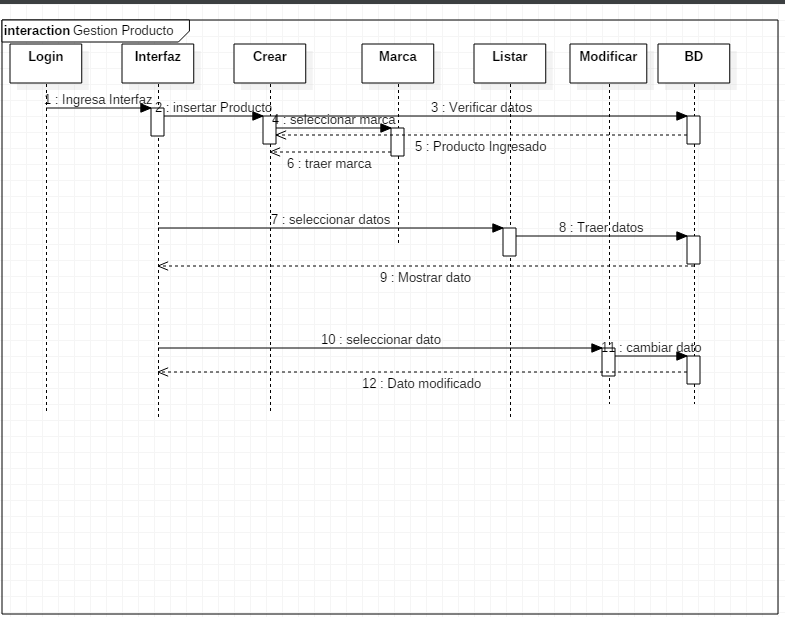 interaction Gestion Producto
Login
Interfaz
Crear
Marca
Listar
Modificar
BD
1 : Ingresa Interfaz
2 : insertar Producto
3 : Verificar datos
4 : seleccionar marca
5 : Producto Ingresado
6 : traer marca
7 : seleccionar datos
8 : Traer datos
9 : Mostrar dato
10 : seleccionar dato
11 : cambiar dato
12 : Dato modificado